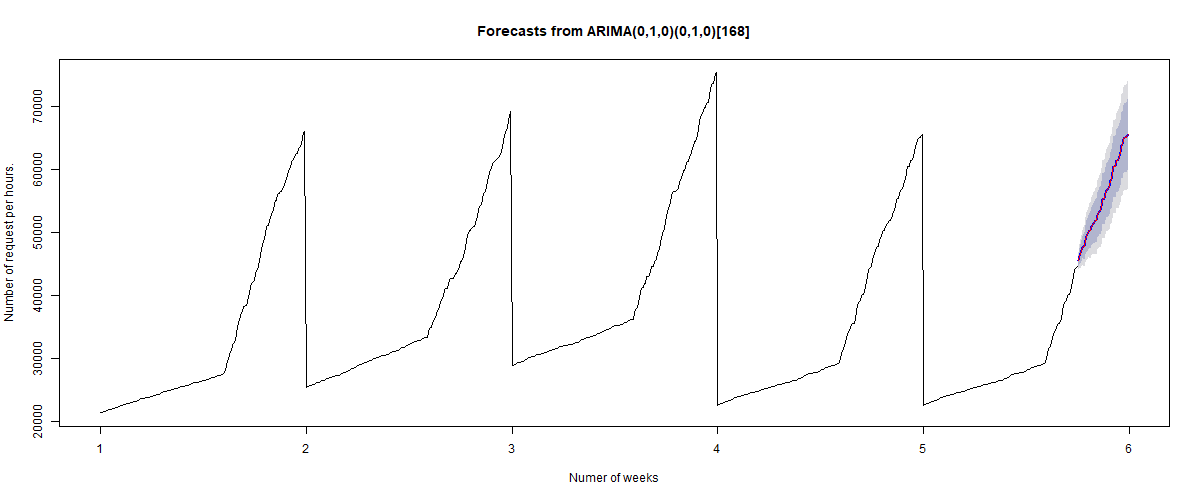 Forecasts from ARIMA(0,1,0)(0,1,0)[168]
Number of request per hours.
70000
60000
50000
40000
30000
20000
1 2 3 4 5 6
Numer of weeks